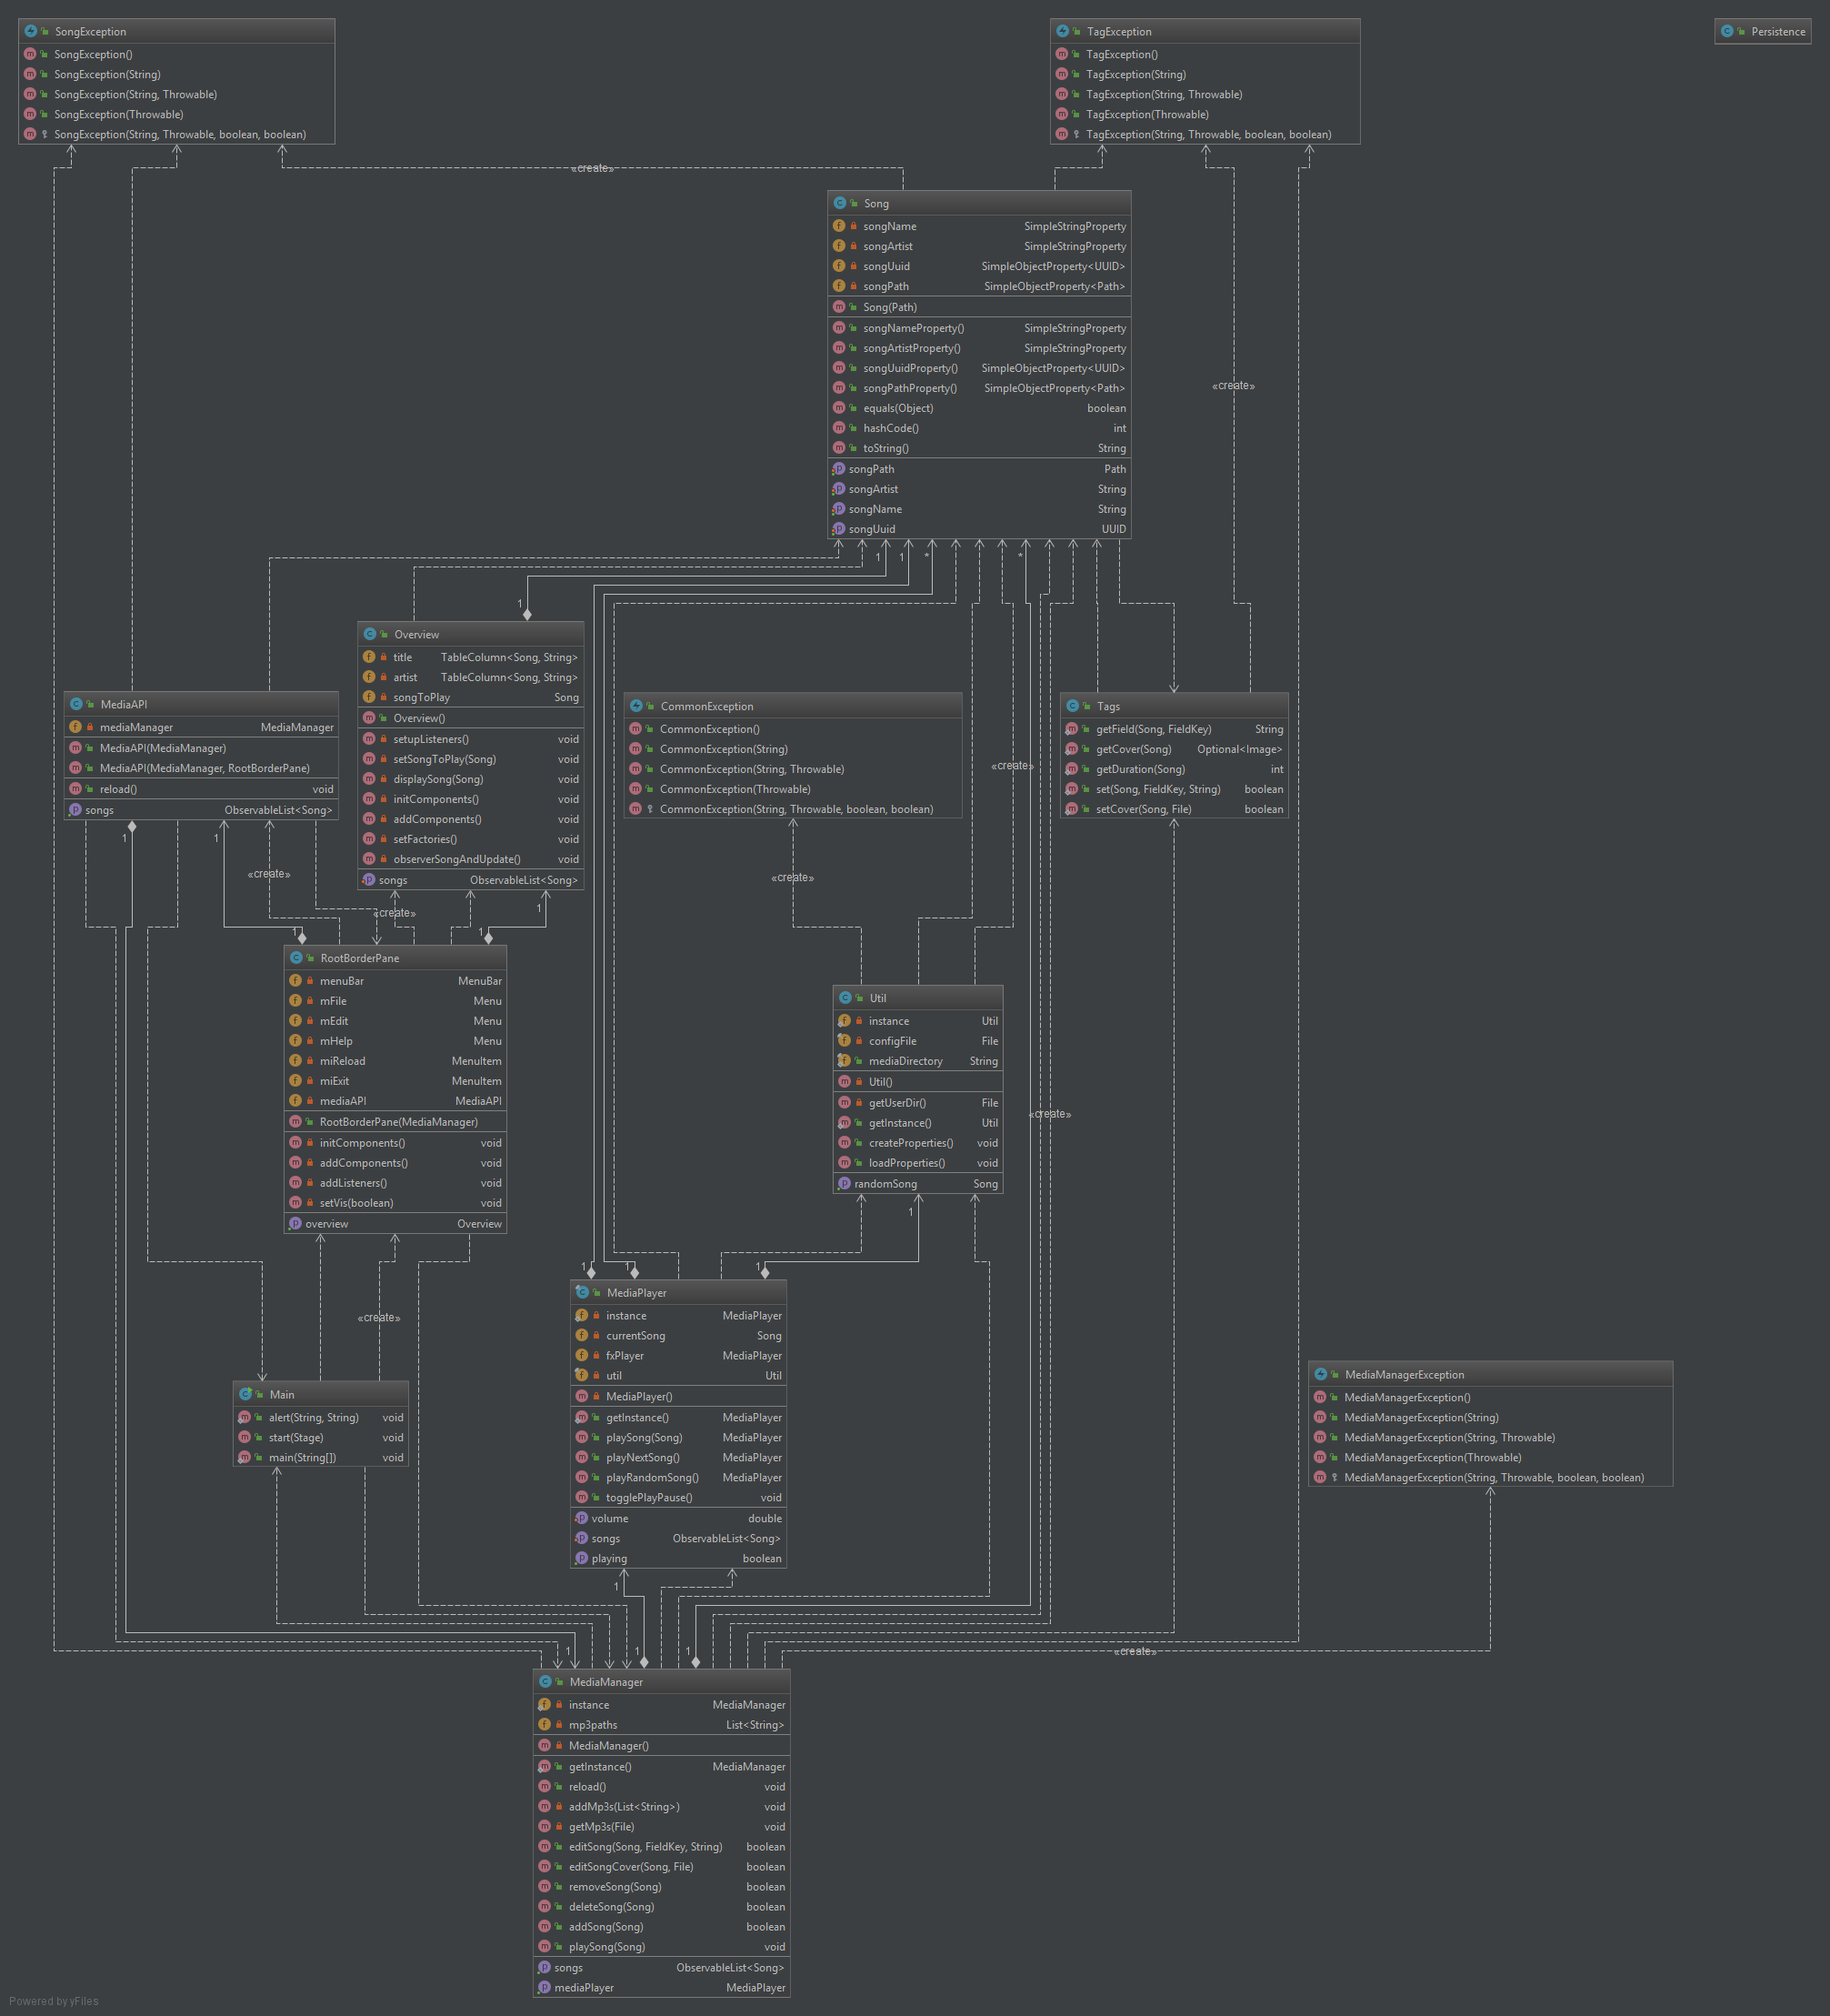 SongException
SongException()
SongException(String)
SongException(String, Throwable)
SongException(Throwable)
SongException(String, Throwable, boolean, boolean)
TagException
TagException()
TagException(String)
TagException(String, Throwable)
TagException(Throwable)
TagException(String, Throwable, boolean, boolean)
Persistence
«create»
Song
songName SimpleStringProperty
songArtist SimpleStringProperty
songUuid SimpleObjectProperty<UUID>
songPath SimpleObjectProperty<Path>
Song(Path)
songNameProperty() SimpleStringProperty
songArtistProperty() SimpleStringProperty
songUuidProperty() SimpleObjectProperty<UUID>
songPathProperty() SimpleObjectProperty<Path>
equals(Object) boolean
hashCode() int
toString() String
songPath Path
songArtist String
songName String
songUuid UUID
«create»
1 1 * *
1
Overview
title TableColumn<Song, String>
artist TableColumn<Song, String>
songToPlay Song
Overview()
setupListeners() void
setSongToPlay(Song) void
displaySong(Song) void
initComponents() void
addComponents() void
setFactories() void
observerSongAndUpdate() void
songs ObservableList<Song>
MediaAPI
mediaManager MediaManager
MediaAPI(MediaManager)
MediaAPI(MediaManager, RootBorderPane)
reload() void
songs ObservableList<Song>
CommonException
CommonException()
CommonException(String)
CommonException(String, Throwable)
CommonException(Throwable)
CommonException(String, Throwable, boolean, boolean)
«create»
Tags
getField(Song, FieldKey) String
getCover(Song) Optional<Image>
getDuration(Song) int
set(Song, FieldKey, String) boolean
setCover(Song, File) boolean
1 1
«create»
«create»
«create»
1
1 1
RootBorderPane
menuBar MenuBar
mFile Menu
mEdit Menu
mHelp Menu
miReload MenuItem
miExit MenuItem
mediaAPI MediaAPI
RootBorderPane(MediaManager)
initComponents() void
addComponents() void
addListeners() void
setVis(boolean) void
overview Overview
Util
instance Util
configFile File
mediaDirectory String
Util()
getUserDir() File
getInstance() Util
createProperties() void
loadProperties() void
randomSong Song
«create»
1
1 1 1
«create»
MediaPlayer
instance MediaPlayer
currentSong Song
fxPlayer MediaPlayer
util Util
MediaPlayer()
getInstance() MediaPlayer
playSong(Song) MediaPlayer
playNextSong() MediaPlayer
playRandomSong() MediaPlayer
togglePlayPause() void
volume double
songs ObservableList<Song>
playing boolean
Main
alert(String, String) void
start(Stage) void
main(String[]) void
MediaManagerException
MediaManagerException()
MediaManagerException(String)
MediaManagerException(String, Throwable)
MediaManagerException(Throwable)
MediaManagerException(String, Throwable, boolean, boolean)
1
1 1 1
«create»
MediaManager
instance MediaManager
mp3paths List<String>
MediaManager()
getInstance() MediaManager
reload() void
addMp3s(List<String>) void
getMp3s(File) void
editSong(Song, FieldKey, String) boolean
editSongCover(Song, File) boolean
removeSong(Song) boolean
deleteSong(Song) boolean
addSong(Song) boolean
playSong(Song) void
songs ObservableList<Song>
mediaPlayer MediaPlayer
Powered by yFiles